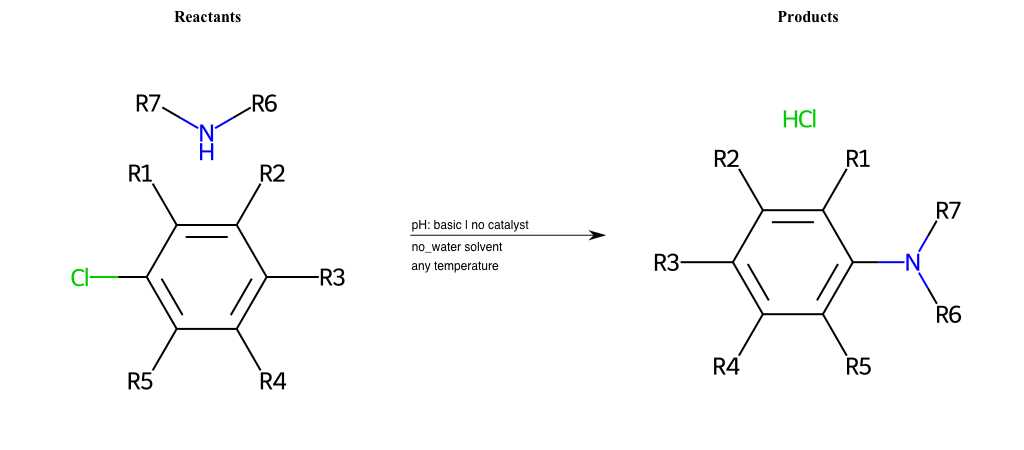 Reactants
Products
R7
R6
N
H
R1
R2
Cl
R3
R5
R4
pH: basic | no catalyst
no_water solvent
any temperature
HCl
R2
R1
R7
R3
N
R6
R4
R5